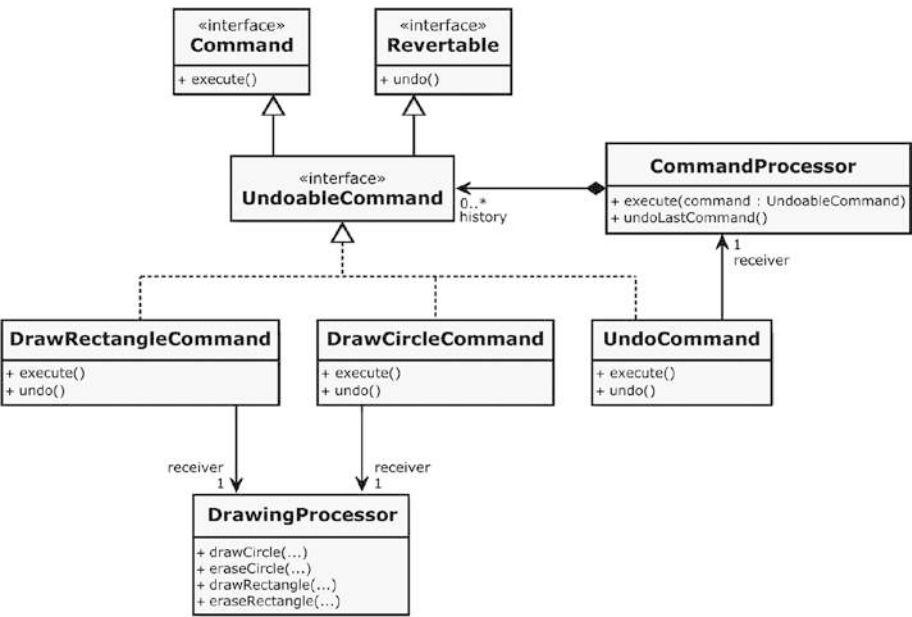 «interface»
Command
+ execute()
«interface»
Revertable
+ undo()
«interface»
UndoableCommand
0..*
history
CommandProcessor
+ execute(command : UndoableCommand)
+ undoLastCommand()
1
receiver
DrawRectangleCommand
+ execute()
+ undo()
DrawCircleCommand
+ execute()
+ undo()
UndoCommand
+ execute()
+ undo()
receiver
1
receiver
1
DrawingProcessor
+ drawCircle(...)
+ eraseCircle(...)
+ drawRectangle(...)
+ eraseRectangle(...)